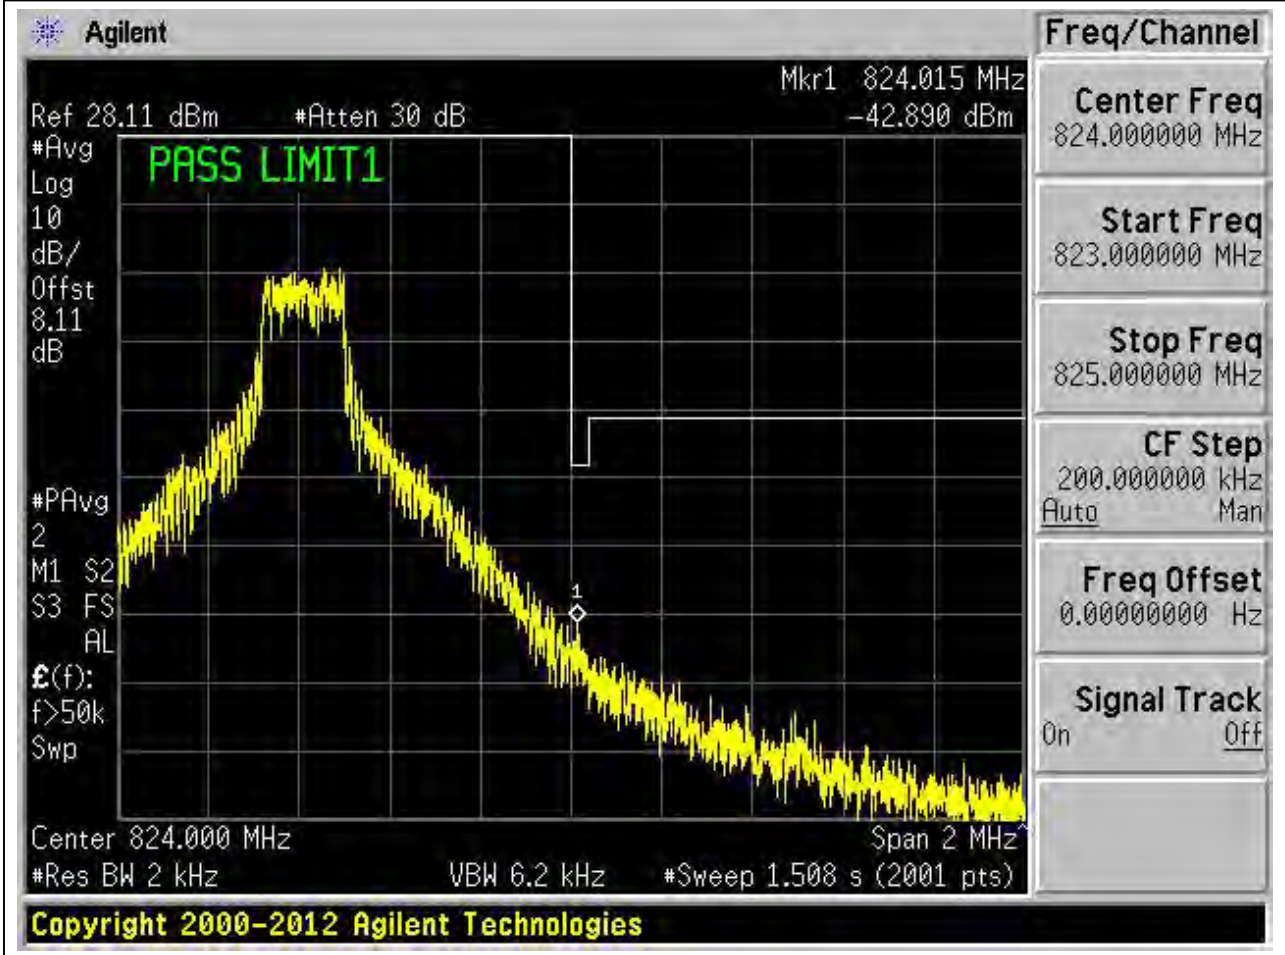 Agilent
Freq/Channel
Mkr1 824.015 MHz
Ref 28.11 dBm #Atten 30 dB -42.890 dBm
#Avg
Log
10
dB/
Offst
8.11
dB
#PAvg
2
M1 S2
S3 FS
AL
£(f):
f>50k
Swp
PASS LIMIT1
1
Center 824.000 MHz Span 2 MHz^
#Res BW 2 kHz VBW 6.2 kHz #Sweep 1.508 s (2001 pts)
Center Freq
824.000000 MHz
Start Freq
823.000000 MHz
Stop Freq
825.000000 MHz
CF Step
200.000000 kHz
Auto Man
Freq Offset
0.00000000 Hz
Signal Track
On Off
Copyright 2000-2012 Agilent Technologies